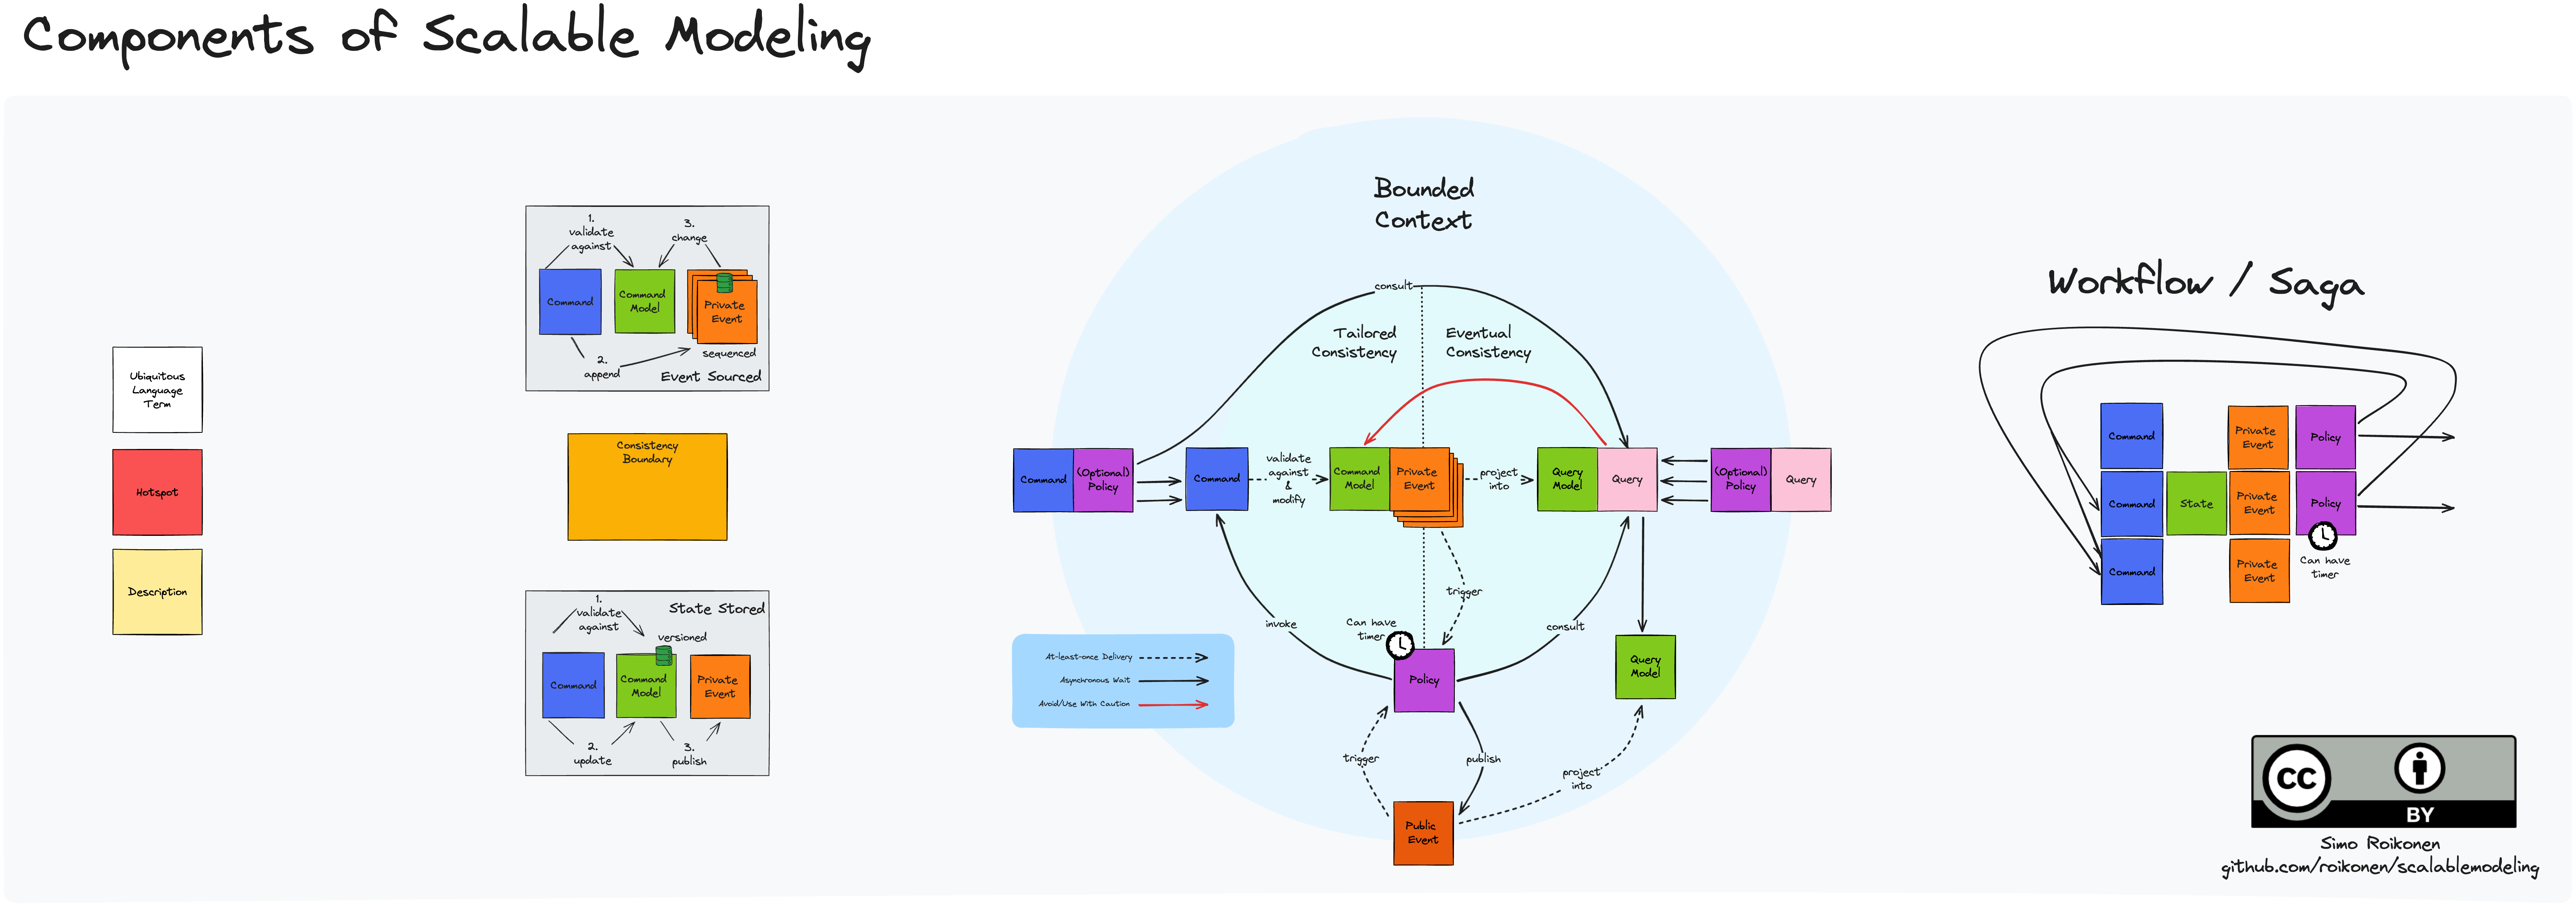 Components of Scalable Modeling
Ubiquitous
Language
Term
Hotspot
Description
1.
validate
against
3.
change
Command
Command
Model
Private
Event
sequenced
2.
append
Event Sourced
Consistency
Boundary
1.
validate
against
State Stored
versioned
Command
Command
Model
Private
Event
2.
update
3.
publish
Bounded
Context
consult
Tailored
Consistency
Eventual
Consistency
Command
(Optional)
Policy
Command
validate
against
&
modify
Command
Model
Private
Event
project
into
Query
Model
Query
(Optional)
Policy
Query
trigger
invoke
Can have
timer
consult
Policy
Query
Model
At-least-once Delivery
Asynchronous Wait
Avoid/Use With Caution
trigger
publish
project
into
Public
Event
Workflow / Saga
Command
Private
Event
Policy
Command
State
Private
Event
Policy
Command
Private
Event
Can have
timer
CC
BY
Simo Roikonen
github.com/roikonen/scalablemodeling